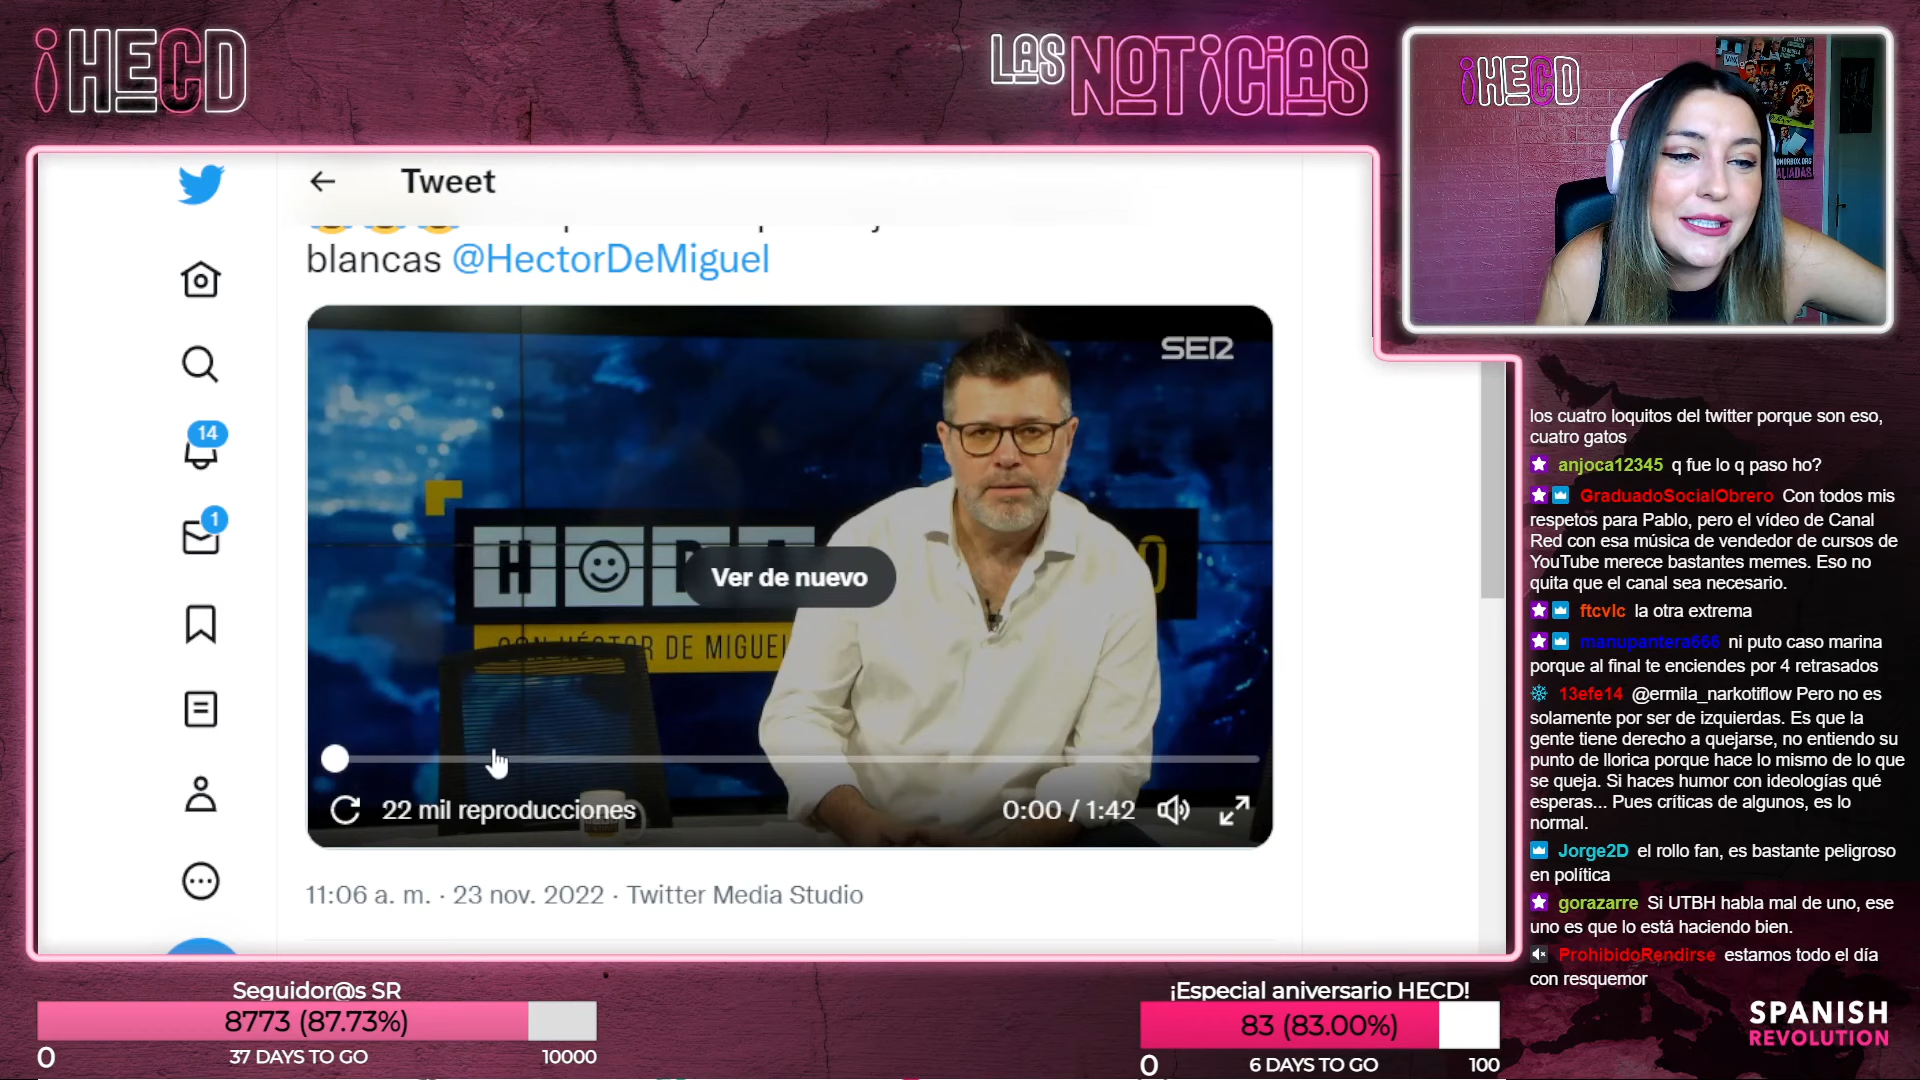 ¡HECD
LAS NOTICIAS
¡HECD
Tweet
blancas @HectorDeMiguel
SER
Ver de nuevo
CON HÉCTOR DE MIGUEL
22 mil reproducciones
0:00 / 1:42
11:06 a. m. · 23 nov. 2022 · Twitter Media Studio
14
1
los cuatro loquitos del twitter porque son eso,
cuatro gatos
anjoca12345 q fue lo q paso ho?
GraduadoSocialObrero Con todos mis
respetos para Pablo, pero el vídeo de Canal
Red con esa música de vendedor de cursos de
YouTube merece bastantes memes. Eso no
quita que el canal sea necesario.
ftcvlc la otra extrema
manupantera666 ni puto caso marina
porque al final te enciendes por 4 retrasados
13efe14 @ermila_narkotiflow Pero no es
solamente por ser de izquierdas. Es que la
gente tiene derecho a quejarse, no entiendo su
punto de llorica porque hace lo mismo de lo que
se queja. Si haces humor con ideologías qué
esperas... Pues críticas de algunos, es lo
normal.
Jorge2D el rollo fan, es bastante peligroso
en política
gorazarre Si UTBH habla mal de uno, ese
uno es que lo está haciendo bien.
ProhibidoRendirse estamos todo el día
con resquemor
SPANISH
REVOLUTION
Seguidor@s SR
8773 (87.73%)
0
37 DAYS TO GO
10000
¡Especial aniversario HECD!
83 (83.00%)
0
6 DAYS TO GO
100